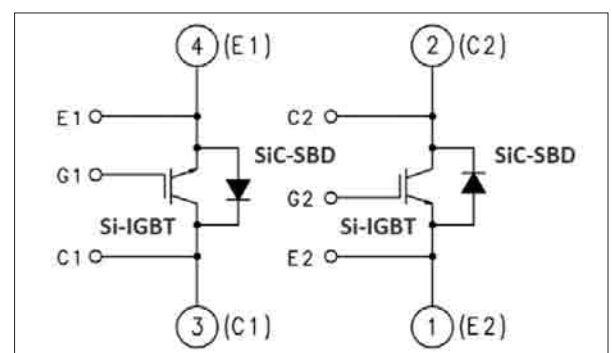 4 (E1)
2 (C2)
E1
C2
SiC-SBD
SiC-SBD
G1
G2
Si-IGBT
Si-IGBT
C1
E2
3 (C1)
1 (E2)